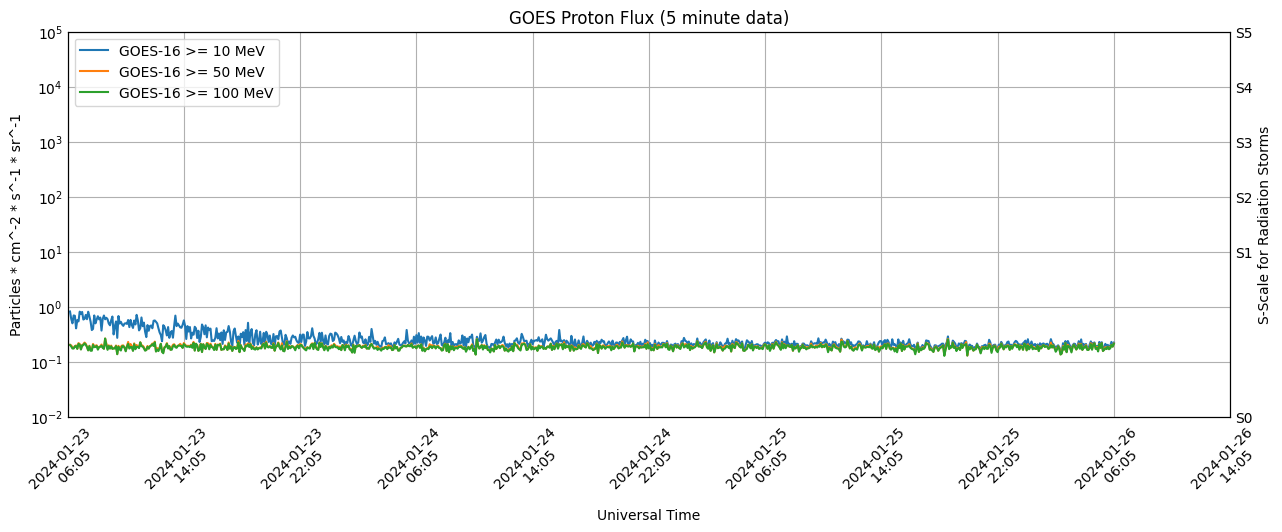 GOES Proton Flux (5 minute data)
GOES-16 >= 10 MeV
GOES-16 >= 50 MeV
GOES-16 >= 100 MeV
Particles * cm^-2 * s^-1 * sr^-1
10^5
10^4
10^3
10^2
10^1
10^0
10^-1
10^-2
S5
S4
S3
S2
S1
S0
S-Scale for Radiation Storms
2024-01-23
06:05
2024-01-23
14:05
2024-01-23
22:05
2024-01-24
06:05
2024-01-24
14:05
2024-01-24
22:05
2024-01-25
06:05
2024-01-25
14:05
2024-01-25
22:05
2024-01-26
06:05
2024-01-26
14:05
Universal Time